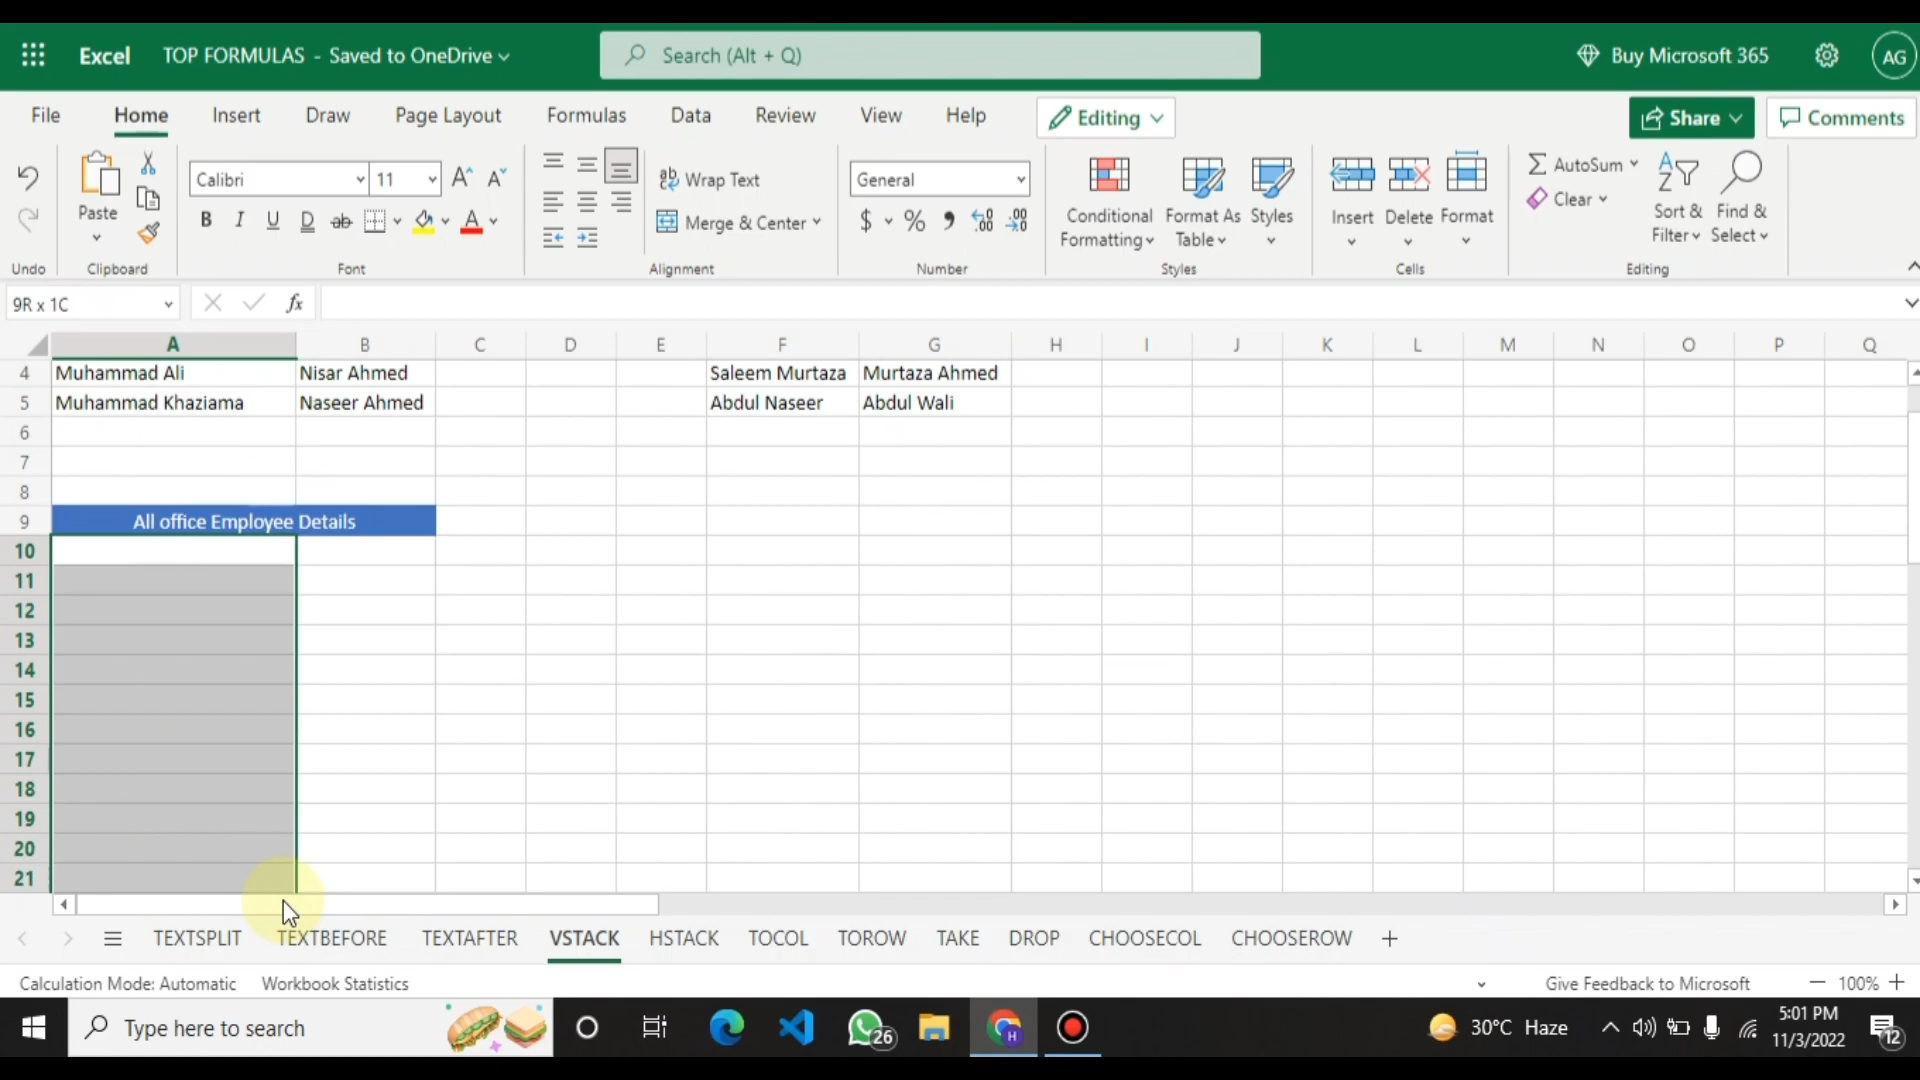 Excel TOP FORMULAS - Saved to OneDrive Search (Alt + Q) Buy Microsoft 365 AG
File Home Insert Draw Page Layout Formulas Data Review View Help Editing Share Comments
Calibri 11 A A Wrap Text General AutoSum
Paste B I U D ab A Merge & Center $ % 9 .00 .00 Conditional Formatting Format As Table Styles Insert Delete Format Clear Sort & Filter Find & Select
Undo Clipboard Font Alignment Number Styles Cells Editing
9R x 1C fx
A B C D E F G H I J K L M N O P Q
4 Muhammad Ali Nisar Ahmed Saleem Murtaza Murtaza Ahmed
5 Muhammad Khaziama Naseer Ahmed Abdul Naseer Abdul Wali
6
7
8
9 All office Employee Details
10
11
12
13
14
15
16
17
18
19
20
21
TEXTSPLIT TEXTBEFORE TEXTAFTER VSTACK HSTACK TOCOL TOROW TAKE DROP CHOOSECOL CHOOSEROW
Calculation Mode: Automatic Workbook Statistics Give Feedback to Microsoft 100%
Type here to search 26 H 30°C Haze 5:01 PM 12
11/3/2022